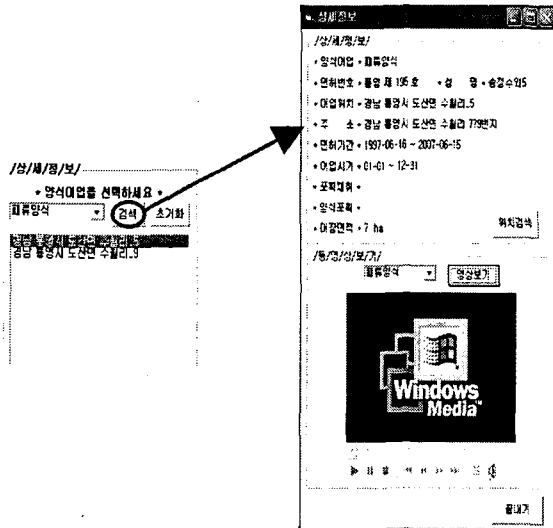 /상/세/정/보/
* 양식어업을 선택하세요 *
패류양식 검색 초기화
경남 통영시 도산면 수월리_5
경남 통영시 도산면 수월리_9
상세정보
/상/세/정/보/
* 양식어업 * 패류양식
* 면허번호 * 통영 제 195 호 * 성 명 * 송정수외5
* 어업위치 * 경남 통영시 도산면 수월리_5
* 주 소 * 경남 통영시 도산면 수월리 779번지
* 면허기간 * 1997-06-16 ~ 2007-06-15
* 어업시기 * 01-01 ~ 12-31
* 포획채취 *
* 양식포획 *
* 어장면적 * 7 ha
위치검색
/동/영/상/보/기/
패류양식 영상보기
Windows
Media™
끝내기